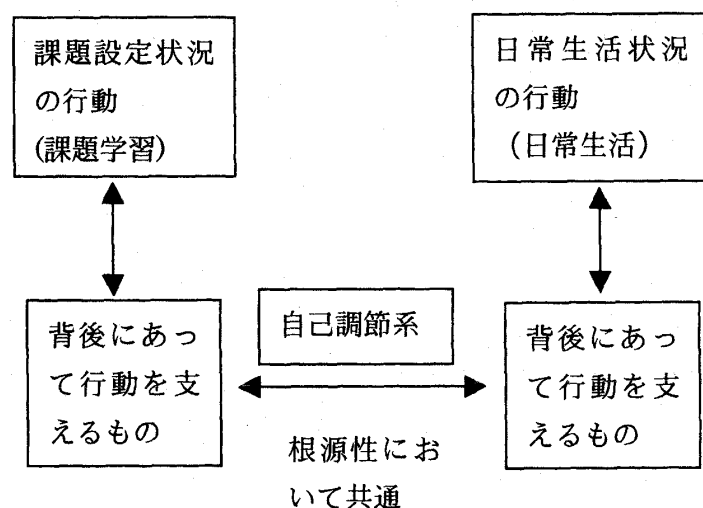 課題設定状況
の行動
(課題学習)
日常生活状況
の行動
(日常生活)
背後にあっ
て行動を支
えるもの
自己調節系
根源性にお
いて共通
背後にあっ
て行動を支
えるもの